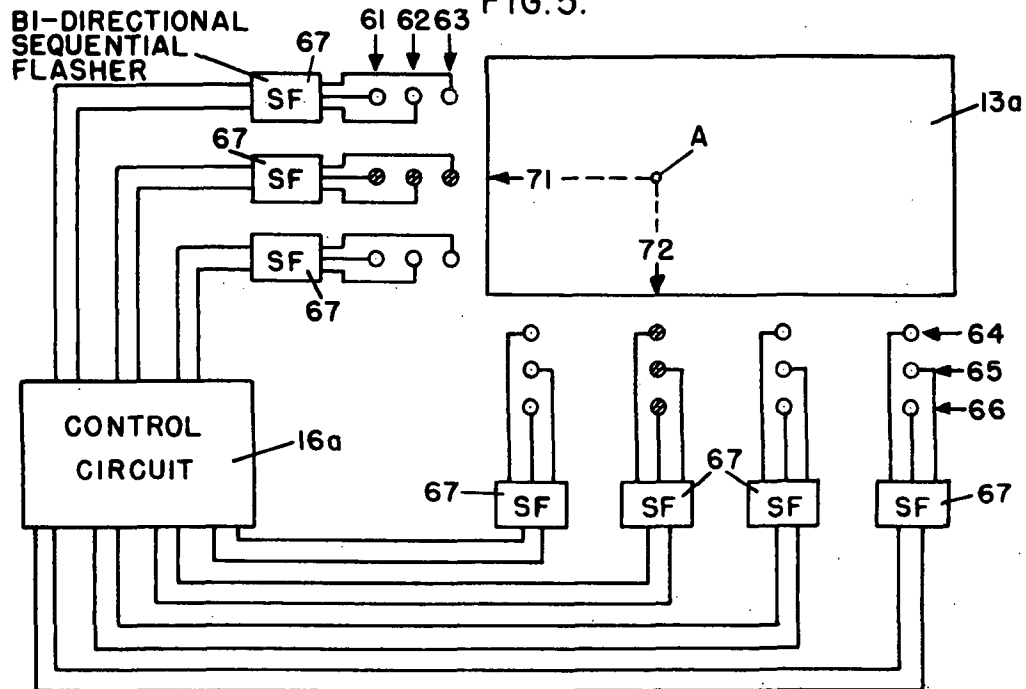 FIG. 5.
BI-DIRECTIONAL
SEQUENTIAL
FLASHER
67
61 62 63
SF
13a
67
SF
A
71
72
SF
67
64
65
66
CONTROL
CIRCUIT
16a
67
SF
SF
67
SF
SF
67